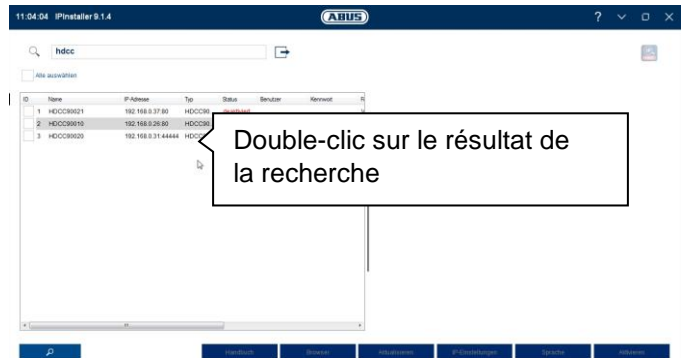 11:04:04 IPInstaller 9.1.4
ABUS
?
hdcc
Alle auswählen
ID Name IP-Adresse Typ Status Benutzer Kennwort
1 HDCC90021 192.168.0.37:80 HDCC90
2 HDCC90010 192.168.0.26:80 HDCC90
3 HDCC90020 192.168.0.31:44444
Double-clic sur le résultat de
la recherche
Handbuch Browser Aktualisieren IP-Einstellungen Sprache Aktivieren